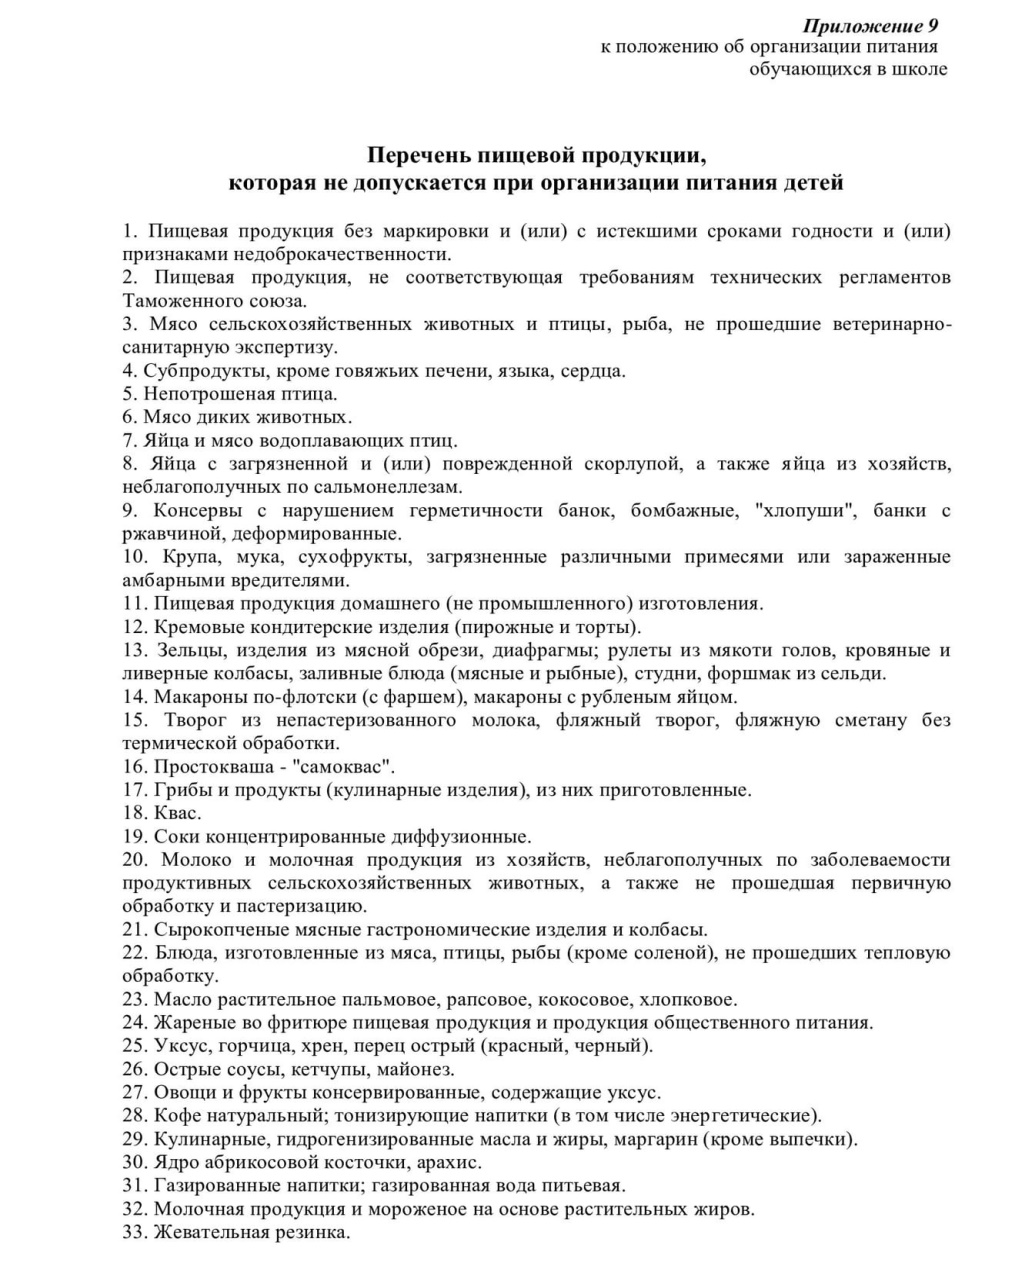 Приложение 9
к положению об организации питания
обучающихся в школе
Перечень пищевой продукции,
которая не допускается при организации питания детей
1. Пищевая продукция без маркировки и (или) с истекшими сроками годности и (или)
признаками недоброкачественности.
2. Пищевая продукция, не соответствующая требованиям технических регламентов
Таможенного союза.
3. Мясо сельскохозяйственных животных и птицы, рыба, не прошедшие ветеринарно-
санитарную экспертизу.
4. Субпродукты, кроме говяжьих печени, языка, сердца.
5. Непотрошеная птица.
6. Мясо диких животных.
7. Яйца и мясо водоплавающих птиц.
8. Яйца с загрязненной и (или) поврежденной скорлупой, а также яйца из хозяйств,
неблагополучных по сальмонеллезам.
9. Консервы с нарушением герметичности банок, бомбажные, "хлопуши", банки с
ржавчиной, деформированные.
10. Крупа, мука, сухофрукты, загрязненные различными примесями или зараженные
амбарными вредителями.
11. Пищевая продукция домашнего (не промышленного) изготовления.
12. Кремовые кондитерские изделия (пирожные и торты).
13. Зельцы, изделия из мясной обрези, диафрагмы; рулеты из мякоти голов, кровяные и
ливерные колбасы, заливные блюда (мясные и рыбные), студни, форшмак из сельди.
14. Макароны по-флотски (с фаршем), макароны с рубленым яйцом.
15. Творог из непастеризованного молока, фляжный творог, фляжную сметану без
термической обработки.
16. Простокваша - "самоквас".
17. Грибы и продукты (кулинарные изделия), из них приготовленные.
18. Квас.
19. Соки концентрированные диффузионные.
20. Молоко и молочная продукция из хозяйств, неблагополучных по заболеваемости
продуктивных сельскохозяйственных животных, а также не прошедшая первичную
обработку и пастеризацию.
21. Сырокопченые мясные гастрономические изделия и колбасы.
22. Блюда, изготовленные из мяса, птицы, рыбы (кроме соленой), не прошедших тепловую
обработку.
23. Масло растительное пальмовое, рапсовое, кокосовое, хлопковое.
24. Жареные во фритюре пищевая продукция и продукция общественного питания.
25. Уксус, горчица, хрен, перец острый (красный, черный).
26. Острые соусы, кетчупы, майонез.
27. Овощи и фрукты консервированные, содержащие уксус.
28. Кофе натуральный; тонизирующие напитки (в том числе энергетические).
29. Кулинарные, гидрогенизированные масла и жиры, маргарин (кроме выпечки).
30. Ядро абрикосовой косточки, арахис.
31. Газированные напитки; газированная вода питьевая.
32. Молочная продукция и мороженое на основе растительных жиров.
33. Жевательная резинка.